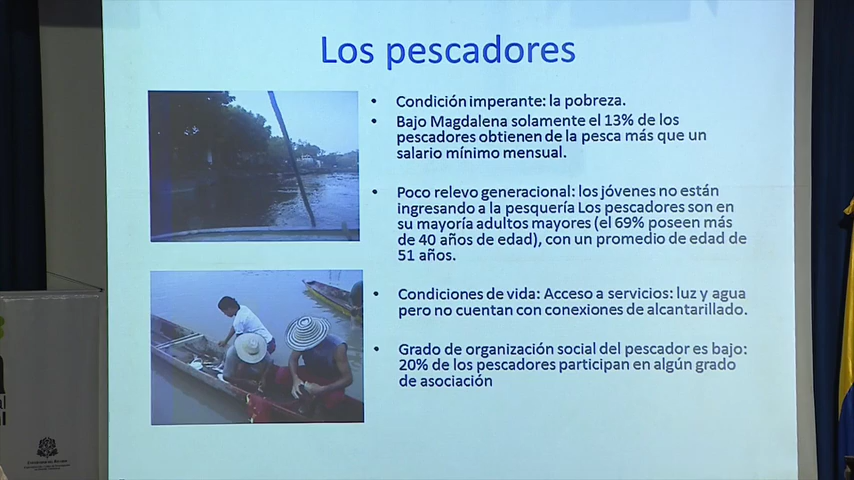 Los pescadores
• Condición imperante: la pobreza.
• Bajo Magdalena solamente el 13% de los
pescadores obtienen de la pesca más que un
salario mínimo mensual.
• Poco relevo generacional: los jóvenes no están
ingresando a la pesquería Los pescadores son en
su mayoría adultos mayores (el 69% poseen más
de 40 años de edad), con un promedio de edad de
51 años.
• Condiciones de vida: Acceso a servicios: luz y agua
pero no cuentan con conexiones de alcantarillado.
• Grado de organización social del pescador es bajo:
20% de los pescadores participan en algún grado
de asociación